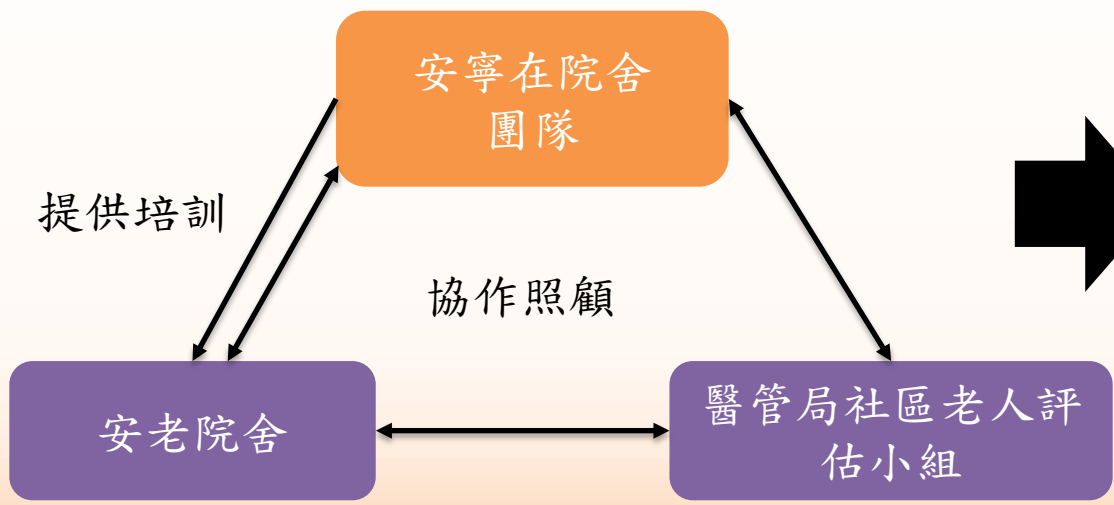 安寧在院舍
團隊
提供培訓
協作照顧
安老院舍
醫管局社區老人評
估小組